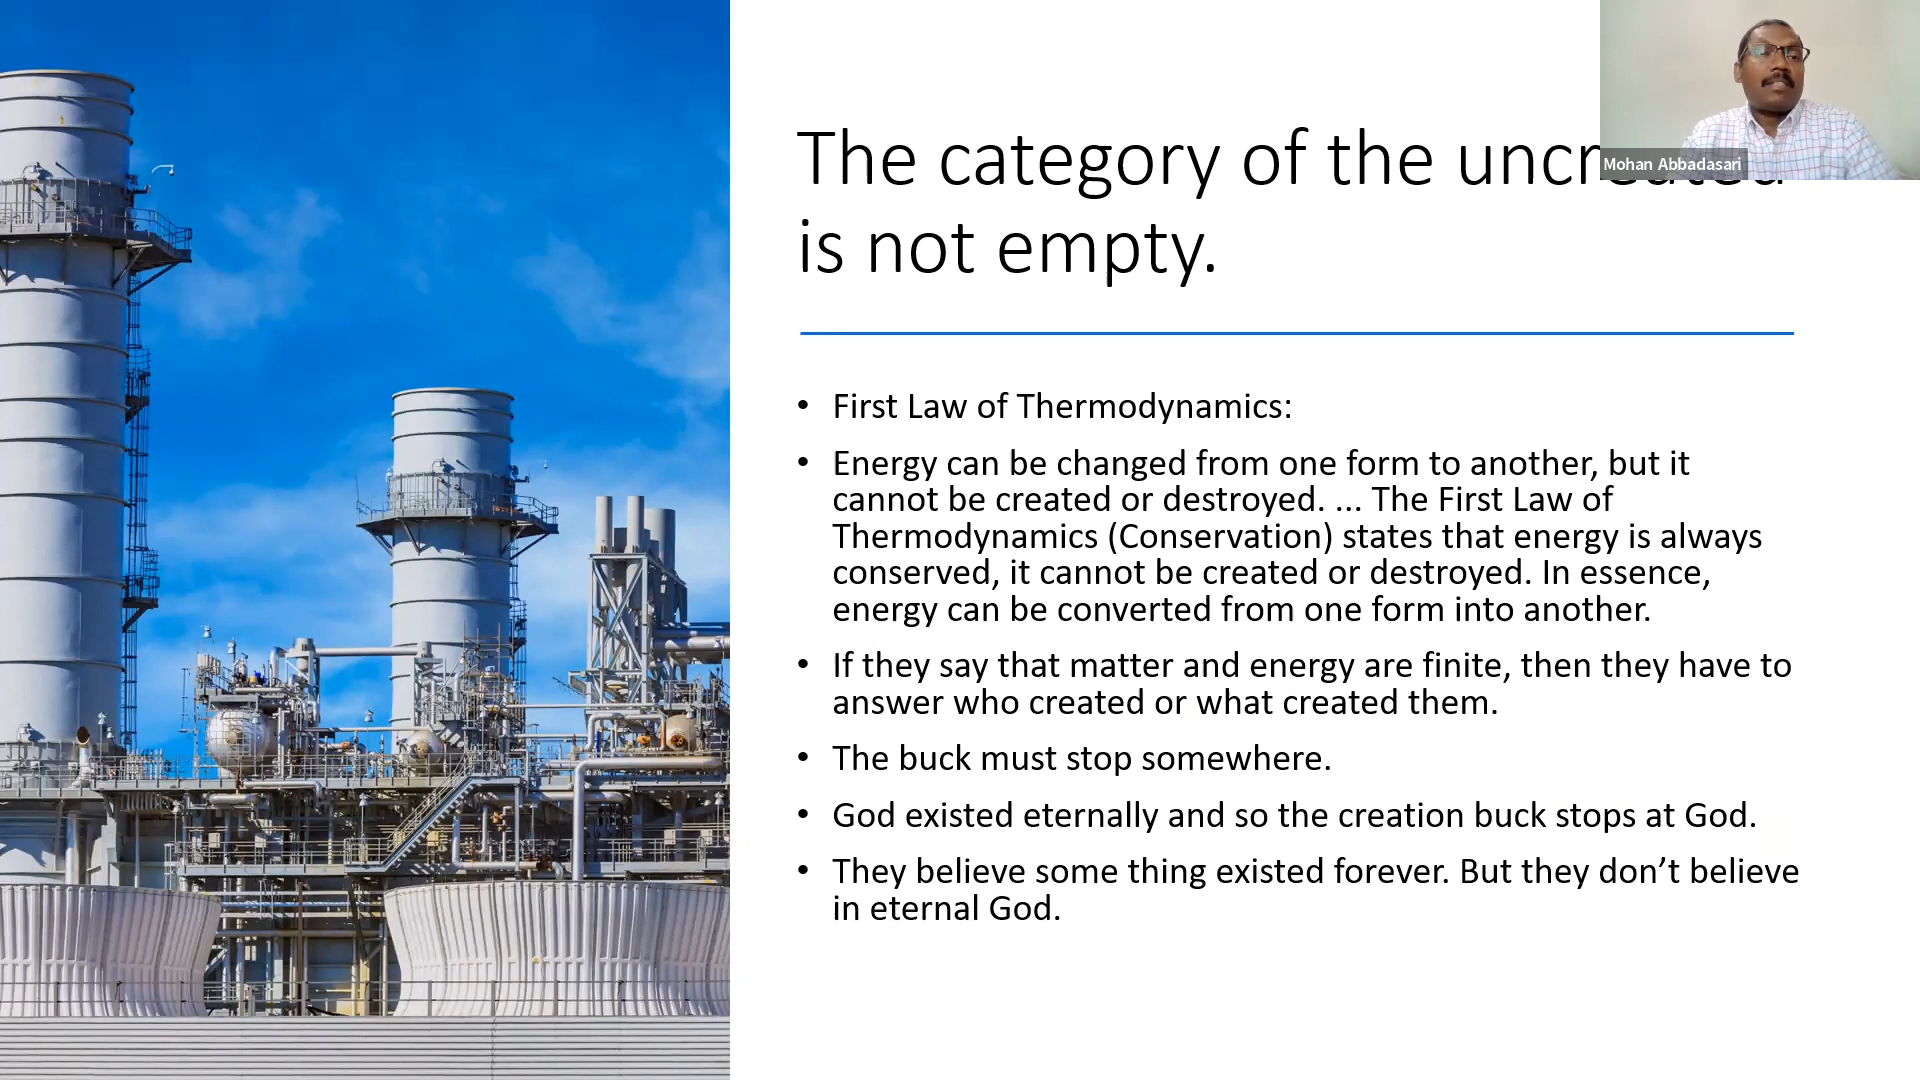 The category of the uncreated
is not empty.
Mohan Abbadasari
• First Law of Thermodynamics:
• Energy can be changed from one form to another, but it
cannot be created or destroyed. ... The First Law of
Thermodynamics (Conservation) states that energy is always
conserved, it cannot be created or destroyed. In essence,
energy can be converted from one form into another.
• If they say that matter and energy are finite, then they have to
answer who created or what created them.
• The buck must stop somewhere.
• God existed eternally and so the creation buck stops at God.
• They believe some thing existed forever. But they don’t believe
in eternal God.